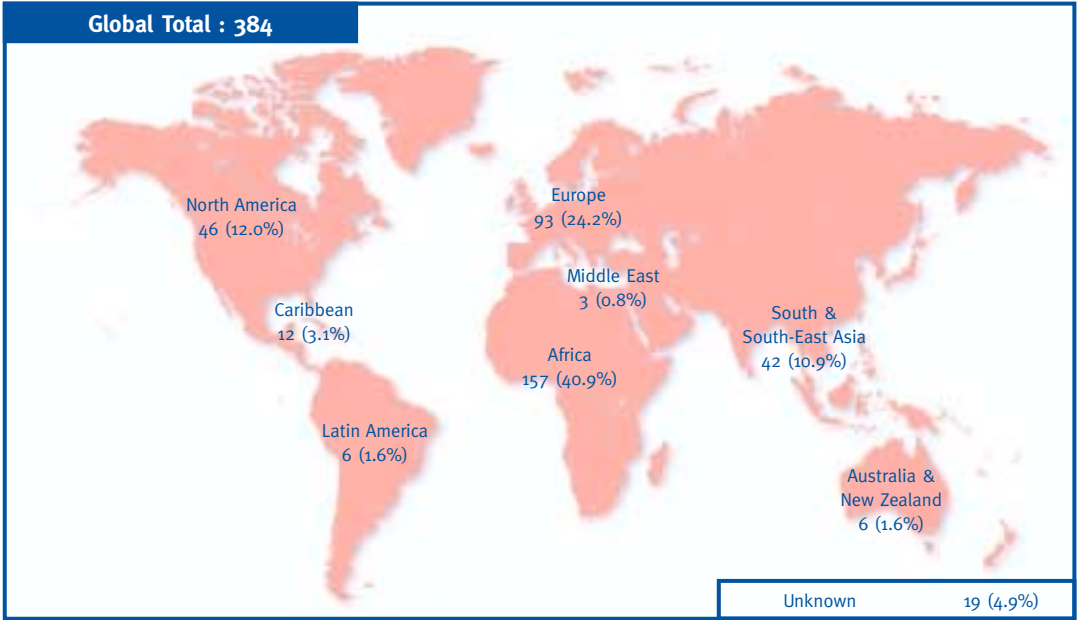 Global Total : 384
North America
46 (12.0%)
Europe
93 (24.2%)
Middle East
3 (0.8%)
Caribbean
12 (3.1%)
South &
South-East Asia
42 (10.9%)
Africa
157 (40.9%)
Latin America
6 (1.6%)
Australia &
New Zealand
6 (1.6%)
Unknown 19 (4.9%)